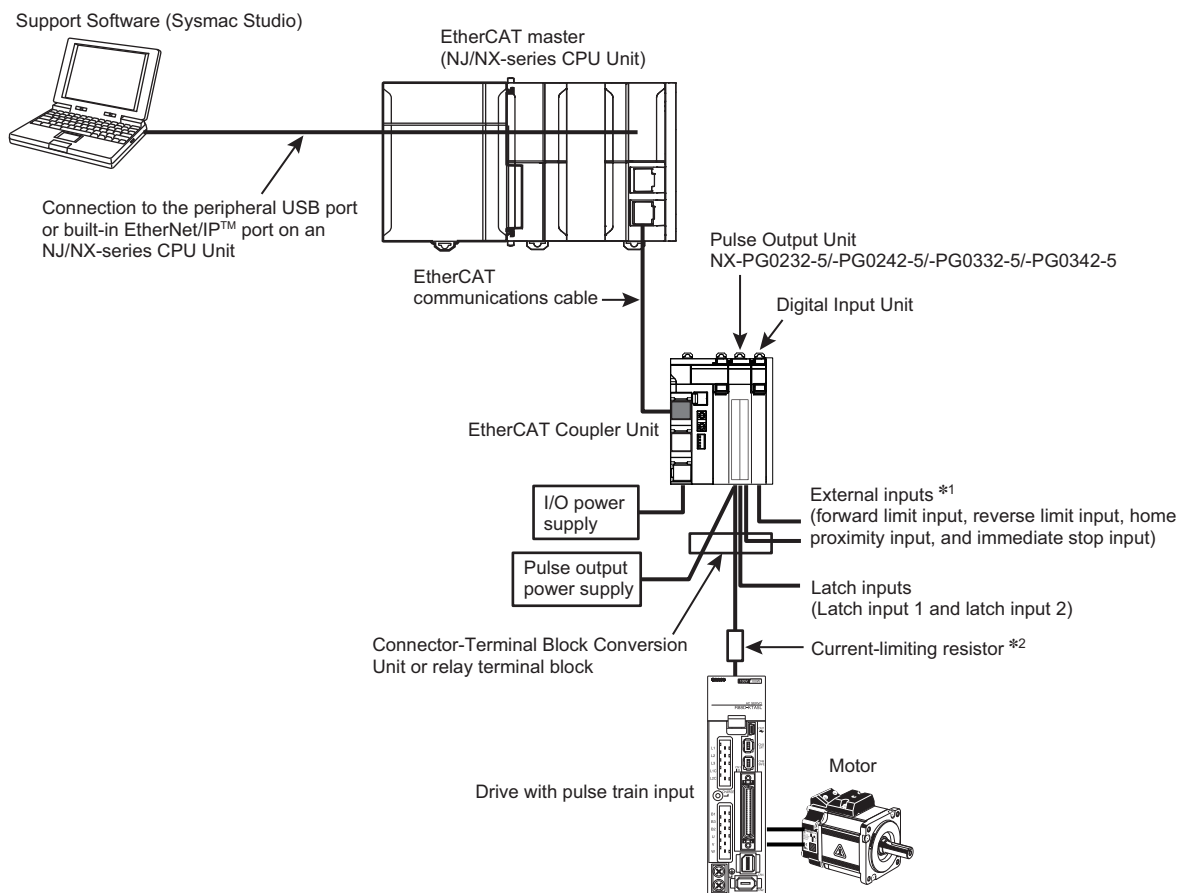 Support Software (Sysmac Studio)
EtherCAT master
(NJ/NX-series CPU Unit)
Connection to the peripheral USB port
or built-in EtherNet/IP™ port on an
NJ/NX-series CPU Unit
EtherCAT
communications cable
Pulse Output Unit
NX-PG0232-5/-PG0242-5/-PG0332-5/-PG0342-5
Digital Input Unit
EtherCAT Coupler Unit
I/O power
supply
External inputs *1
(forward limit input, reverse limit input, home
proximity input, and immediate stop input)
Pulse output
power supply
Latch inputs
(Latch input 1 and latch input 2)
Connector-Terminal Block Conversion
Unit or relay terminal block
Current-limiting resistor *2
Drive with pulse train input
Motor